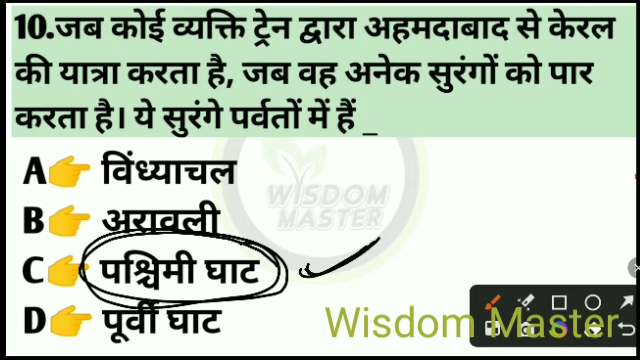 10.जब कोई व्यक्ति ट्रेन द्वारा अहमदाबाद से केरल
की यात्रा करता है, जब वह अनेक सुरंगों को पार
करता है। ये सुरंगे पर्वतों में हैं _
A👉 विंध्याचल
WISDOM
MASTER
B👉 अरावली
C👉 पश्चिमी घाट
D👉 पूर्वी घाट
Wisdom Master